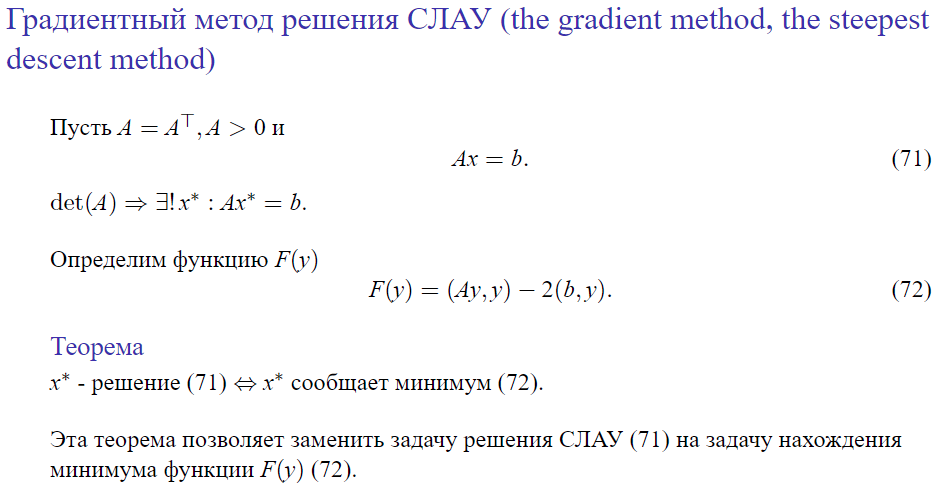 Градиентный метод решения СЛАУ (the gradient method, the steepest
descent method)
Пусть A = A⊤, A > 0 и
Ax = b. (71)
det(A) ⇒ ∃! x* : Ax* = b.
Определим функцию F(y)
F(y) = (Ay, y) − 2(b, y). (72)
Теорема
x* - решение (71) ⇔ x* сообщает минимум (72).
Эта теорема позволяет заменить задачу решения СЛАУ (71) на задачу нахождения
минимума функции F(y) (72).